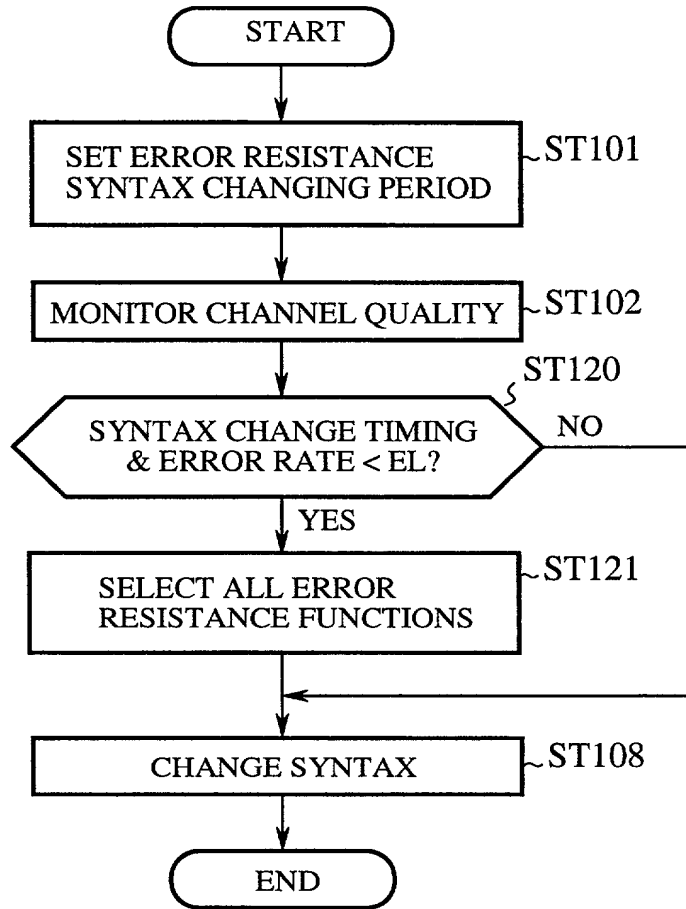 START
SET ERROR RESISTANCE
SYNTAX CHANGING PERIOD
ST101
MONITOR CHANNEL QUALITY
ST102
ST120
SYNTAX CHANGE TIMING
& ERROR RATE < EL?
NO
YES
SELECT ALL ERROR
RESISTANCE FUNCTIONS
ST121
CHANGE SYNTAX
ST108
END